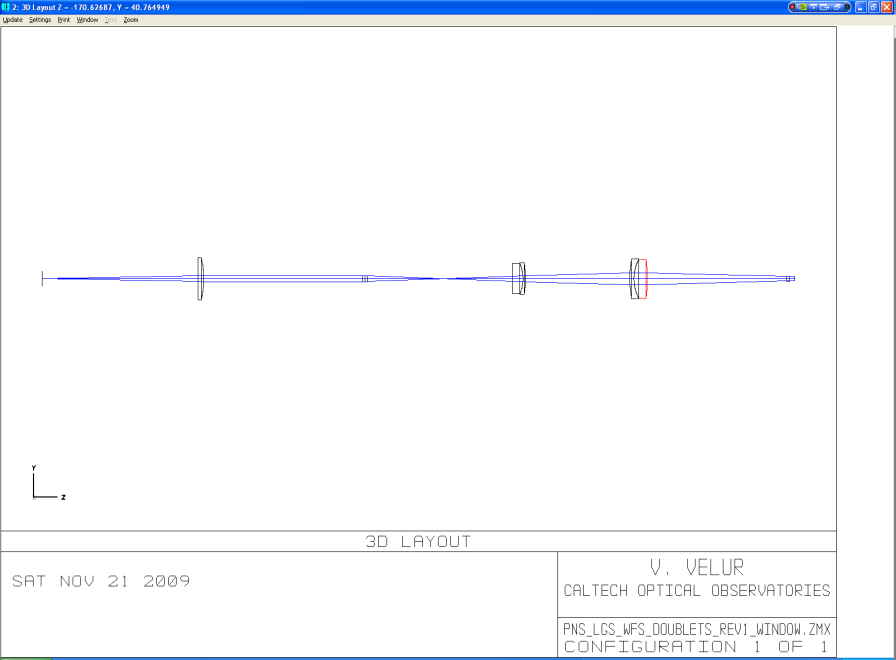 2: 3D Layout Z = -170.62687, Y = 40.764949
Update Settings Print Window Text Zoom
Y
Z
3D LAYOUT
SAT NOV 21 2009
V. VELUR
CALTECH OPTICAL OBSERVATORIES
PNS_LGS_WFS_DOUBLETS_REV1_WINDOW.ZMX
CONFIGURATION 1 OF 1